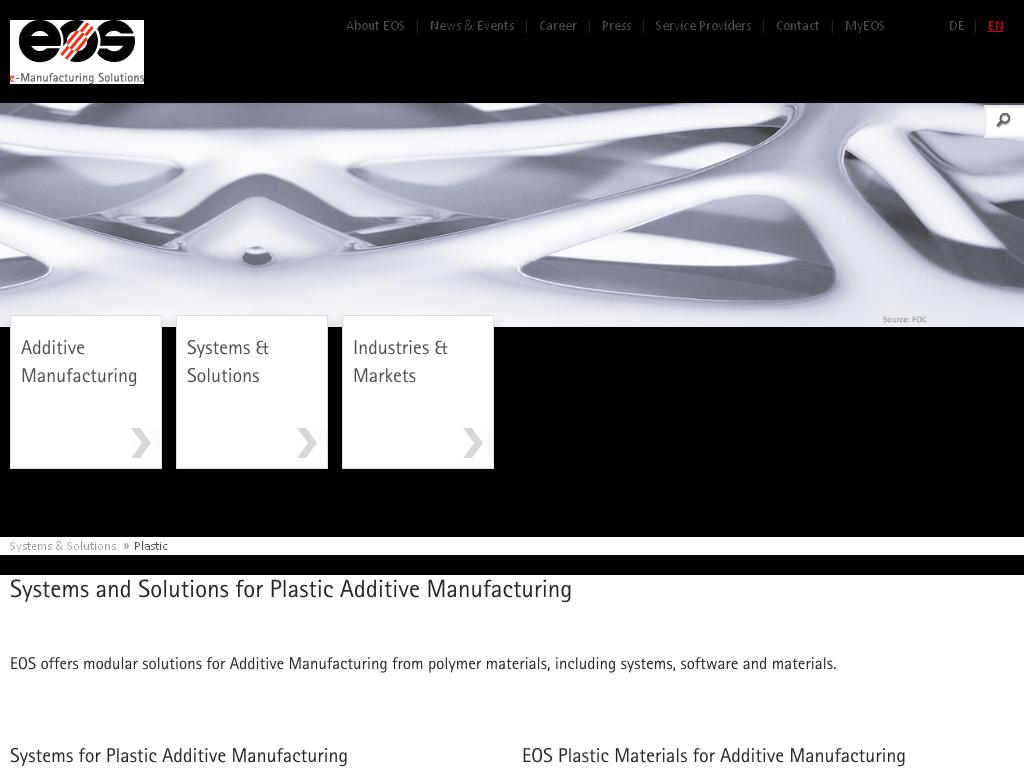 eos
e-Manufacturing Solutions
About EOS | News & Events | Career | Press | Service Providers | Contact | MyEOS
DE | EN
Source: FOC
Additive
Manufacturing
Systems &
Solutions
Industries &
Markets
Systems & Solutions » Plastic
Systems and Solutions for Plastic Additive Manufacturing
EOS offers modular solutions for Additive Manufacturing from polymer materials, including systems, software and materials.
Systems for Plastic Additive Manufacturing
EOS Plastic Materials for Additive Manufacturing